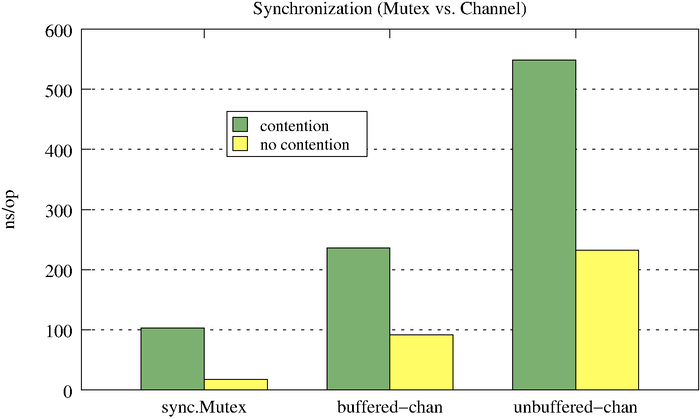 Synchronization (Mutex vs. Channel)
600
500
400
300
200
100
0
ns/op
contention
no contention
sync.Mutex
buffered−chan
unbuffered−chan